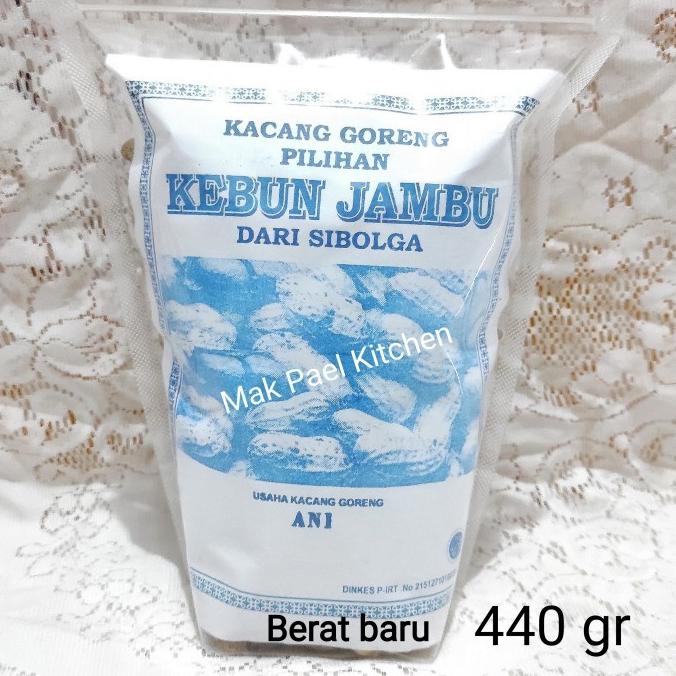 KACANG GORENG
PILIHAN
KEBUN JAMBU
DARI SIBOLGA
Mak Pael Kitchen
USAHA KACANG GORENG
ANI
DINKES P-IRT No
Berat baru 440 gr